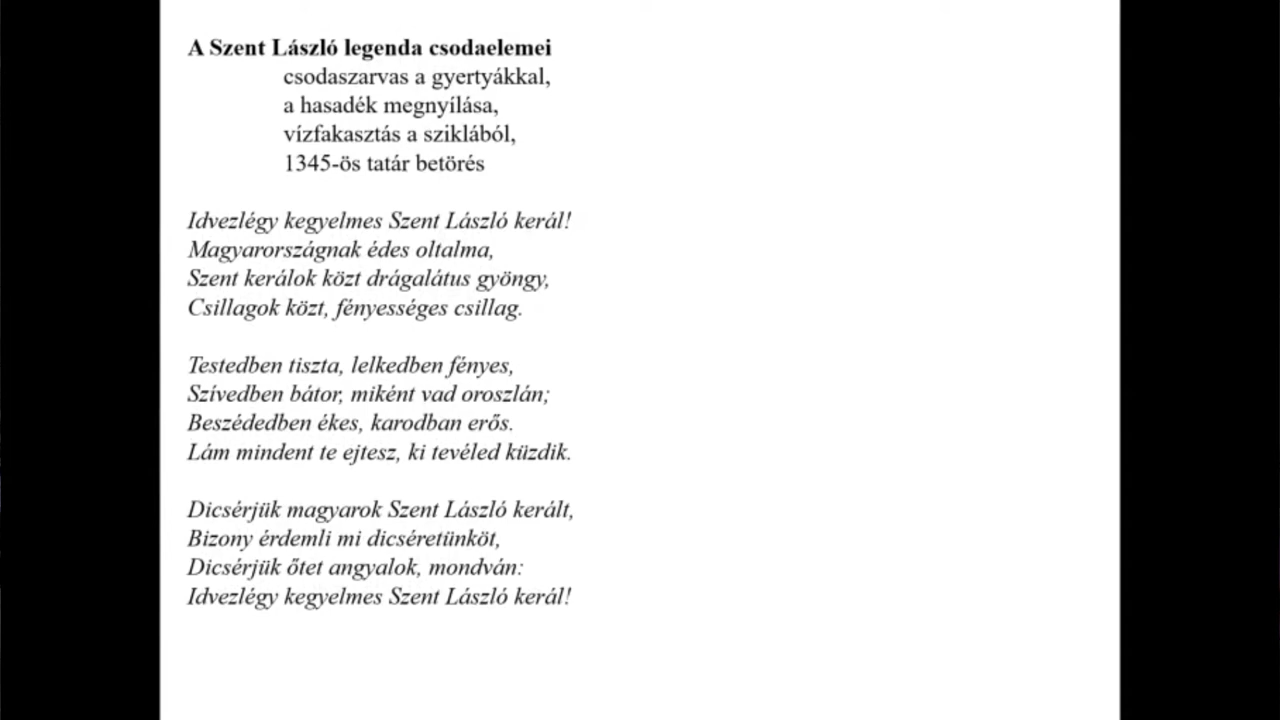 A Szent László legenda csodaelemei
csodaszarvas a gyertyákkal,
a hasadék megnyílása,
vízfakasztás a sziklából,
1345-ös tatár betörés
Idvezlégy kegyelmes Szent László kerál!
Magyarországnak édes oltalma,
Szent kerálok közt drágalátus gyöngy,
Csillagok közt, fényességes csillag.
Testedben tiszta, lelkedben fényes,
Szívedben bátor, miként vad oroszlán;
Beszédedben ékes, karodban erős.
Lám mindent te ejtesz, ki tevéled küzdik.
Dicsérjük magyarok Szent László kerált,
Bizony érdemli mi dicséretünköt,
Dicsérjük őtet angyalok, mondván:
Idvezlégy kegyelmes Szent László kerál!